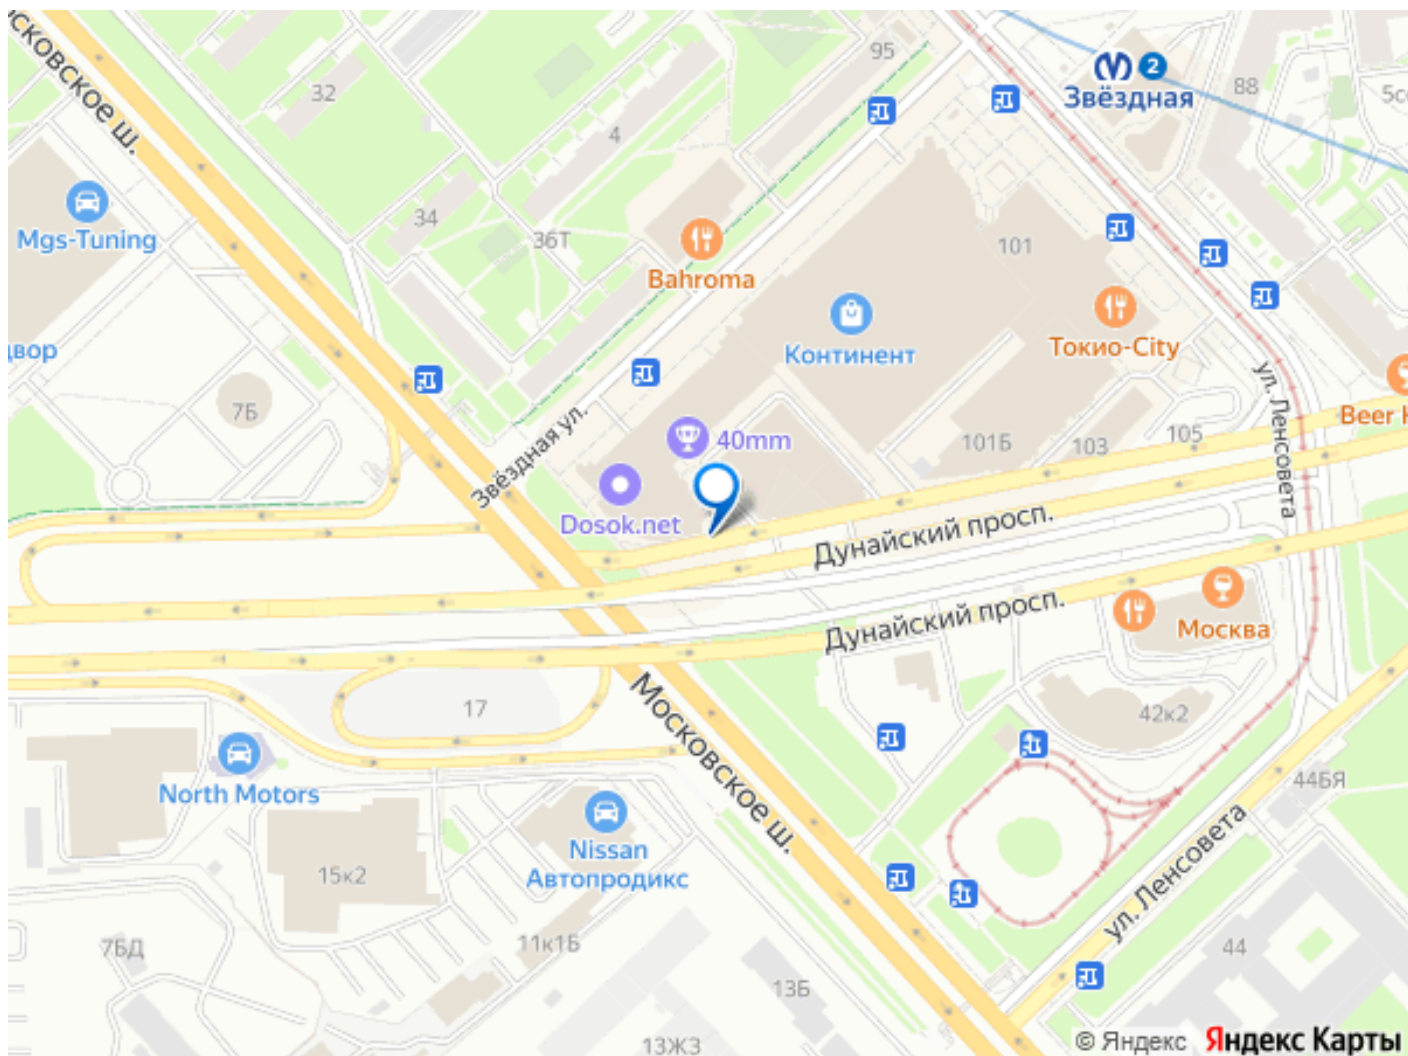 сковское ш.
32
95
2
Звёздная
88
5с
4
Mgs-Tuning
34
36Т
Bahroma
101
Континент
Токио-City
двор
7Б
Звёздная ул.
40mm
101Б
103
105
ул. Ленсовета
Beer H
Dosok.net
Дунайский просп.
Дунайский просп.
Москва
17
Московское ш.
42к2
North Motors
44БЯ
Nissan
Автопродикс
15к2
ул. Ленсовета
7БД
11к1Б
13Б
44
13Ж3
© Яндекс Яндекс Карты